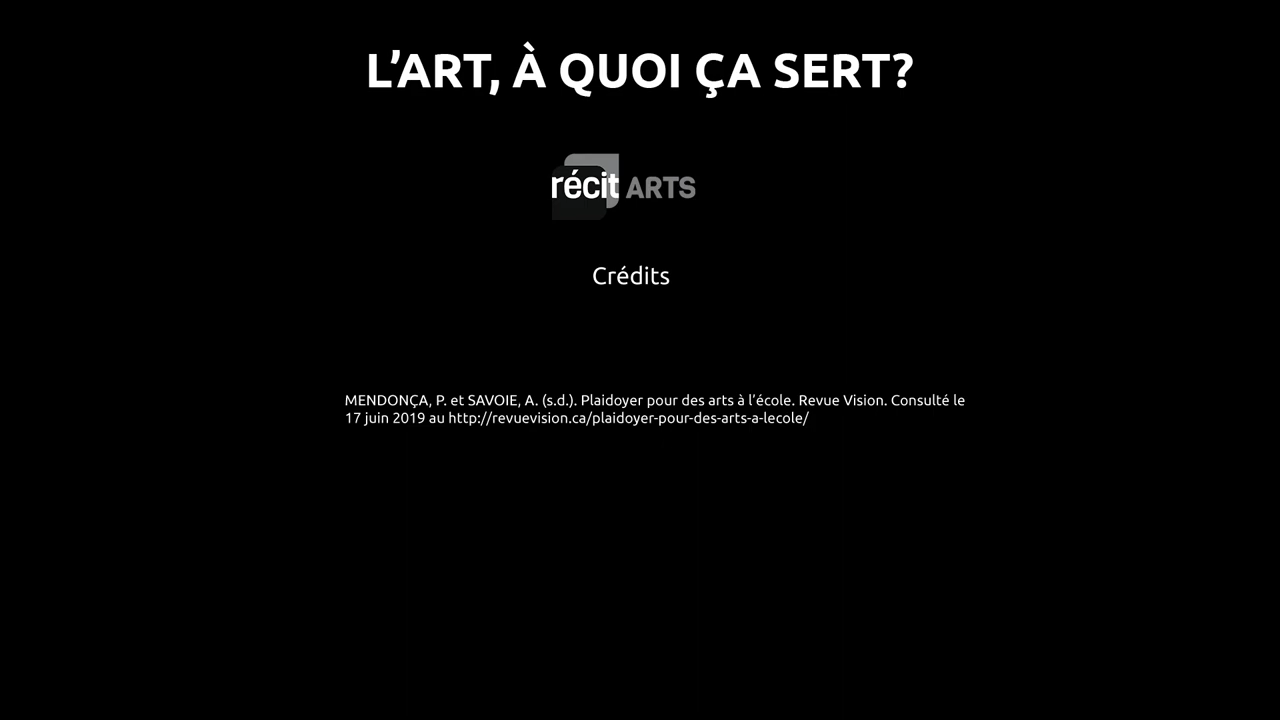 L’ART, À QUOI ÇA SERT?
récit ARTS
Crédits
MENDONÇA, P. et SAVOIE, A. (s.d.). Plaidoyer pour des arts à l’école. Revue Vision. Consulté le
17 juin 2019 au http://revuevision.ca/plaidoyer-pour-des-arts-a-lecole/